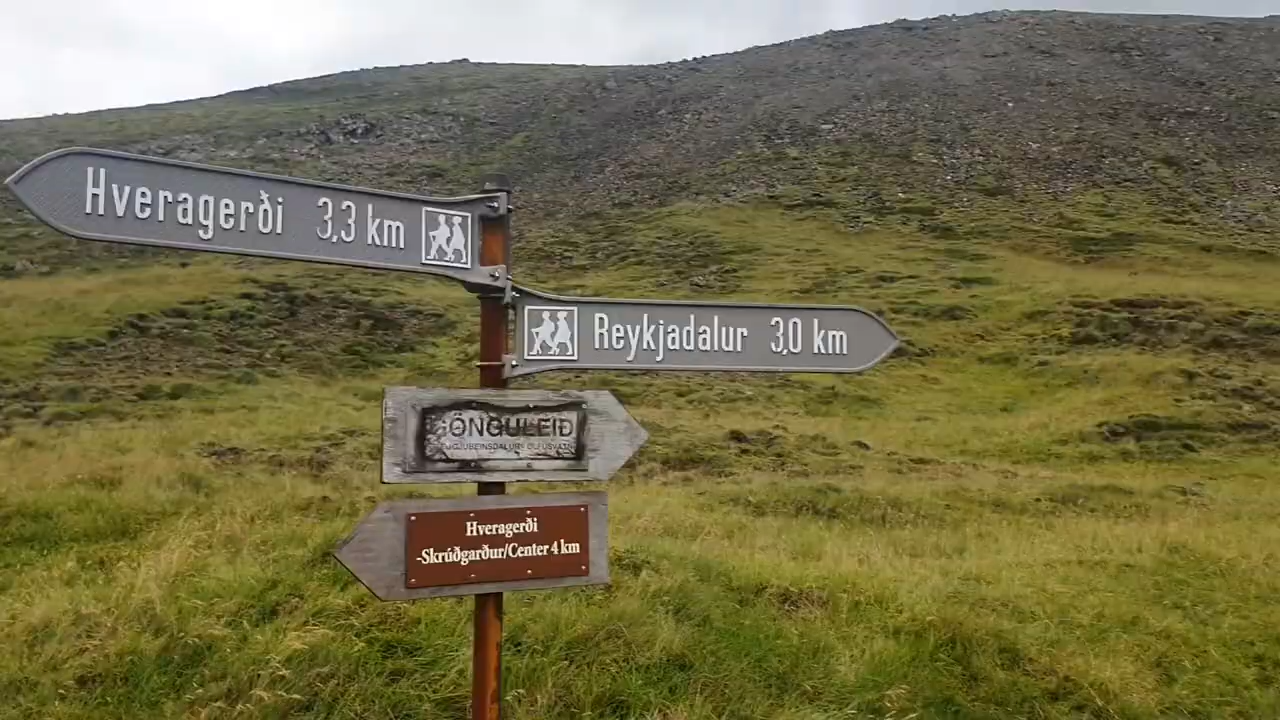 Hveragerði 3,3 km
Reykjadalur 3,0 km
GÖNGULEIÐ
Hveragerði
-Skrúðgarður/Center 4 km